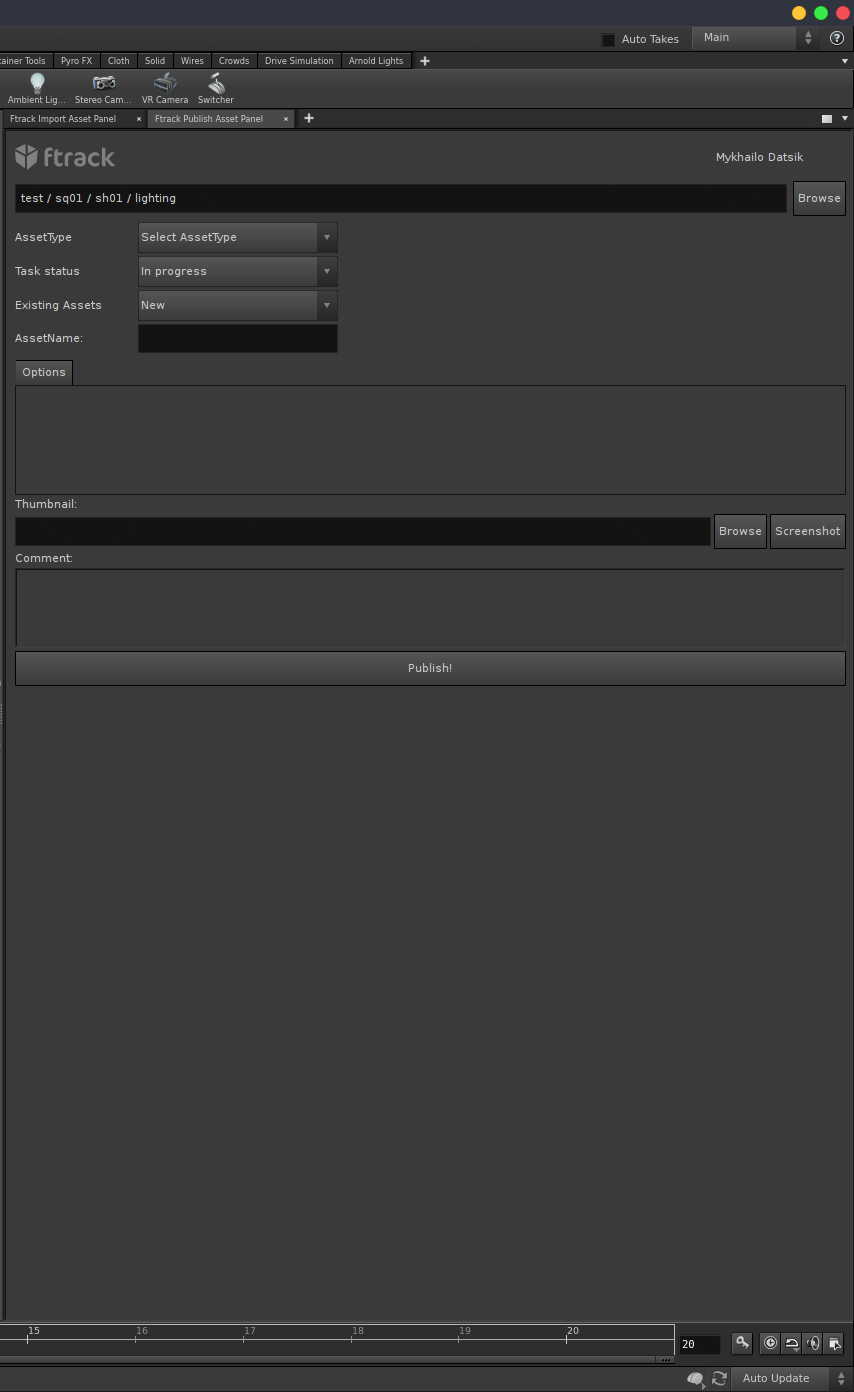 Auto Takes Main ?
ainer Tools Pyro FX Cloth Solid Wires Crowds Drive Simulation Arnold Lights
Ambient Lig... Stereo Cam... VR Camera Switcher
Ftrack Import Asset Panel × Ftrack Publish Asset Panel ×
ftrack Mykhailo Datsik
test / sq01 / sh01 / lighting Browse
AssetType Select AssetType
Task status In progress
Existing Assets New
AssetName:
Options
Thumbnail:
Browse Screenshot
Comment:
Publish!
15 16 17 18 19 20
20
...
Auto Update